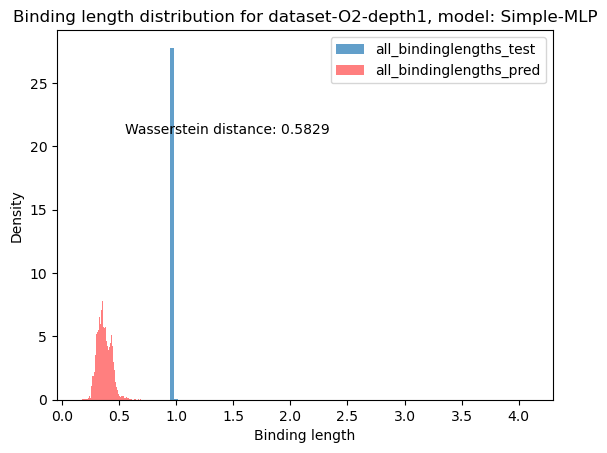 Binding length distribution for dataset-O2-depth1, model: Simple-MLP
all_bindinglengths_test
all_bindinglengths_pred
Wasserstein distance: 0.5829
Density
25
20
15
10
5
0
0.0 0.5 1.0 1.5 2.0 2.5 3.0 3.5 4.0
Binding length